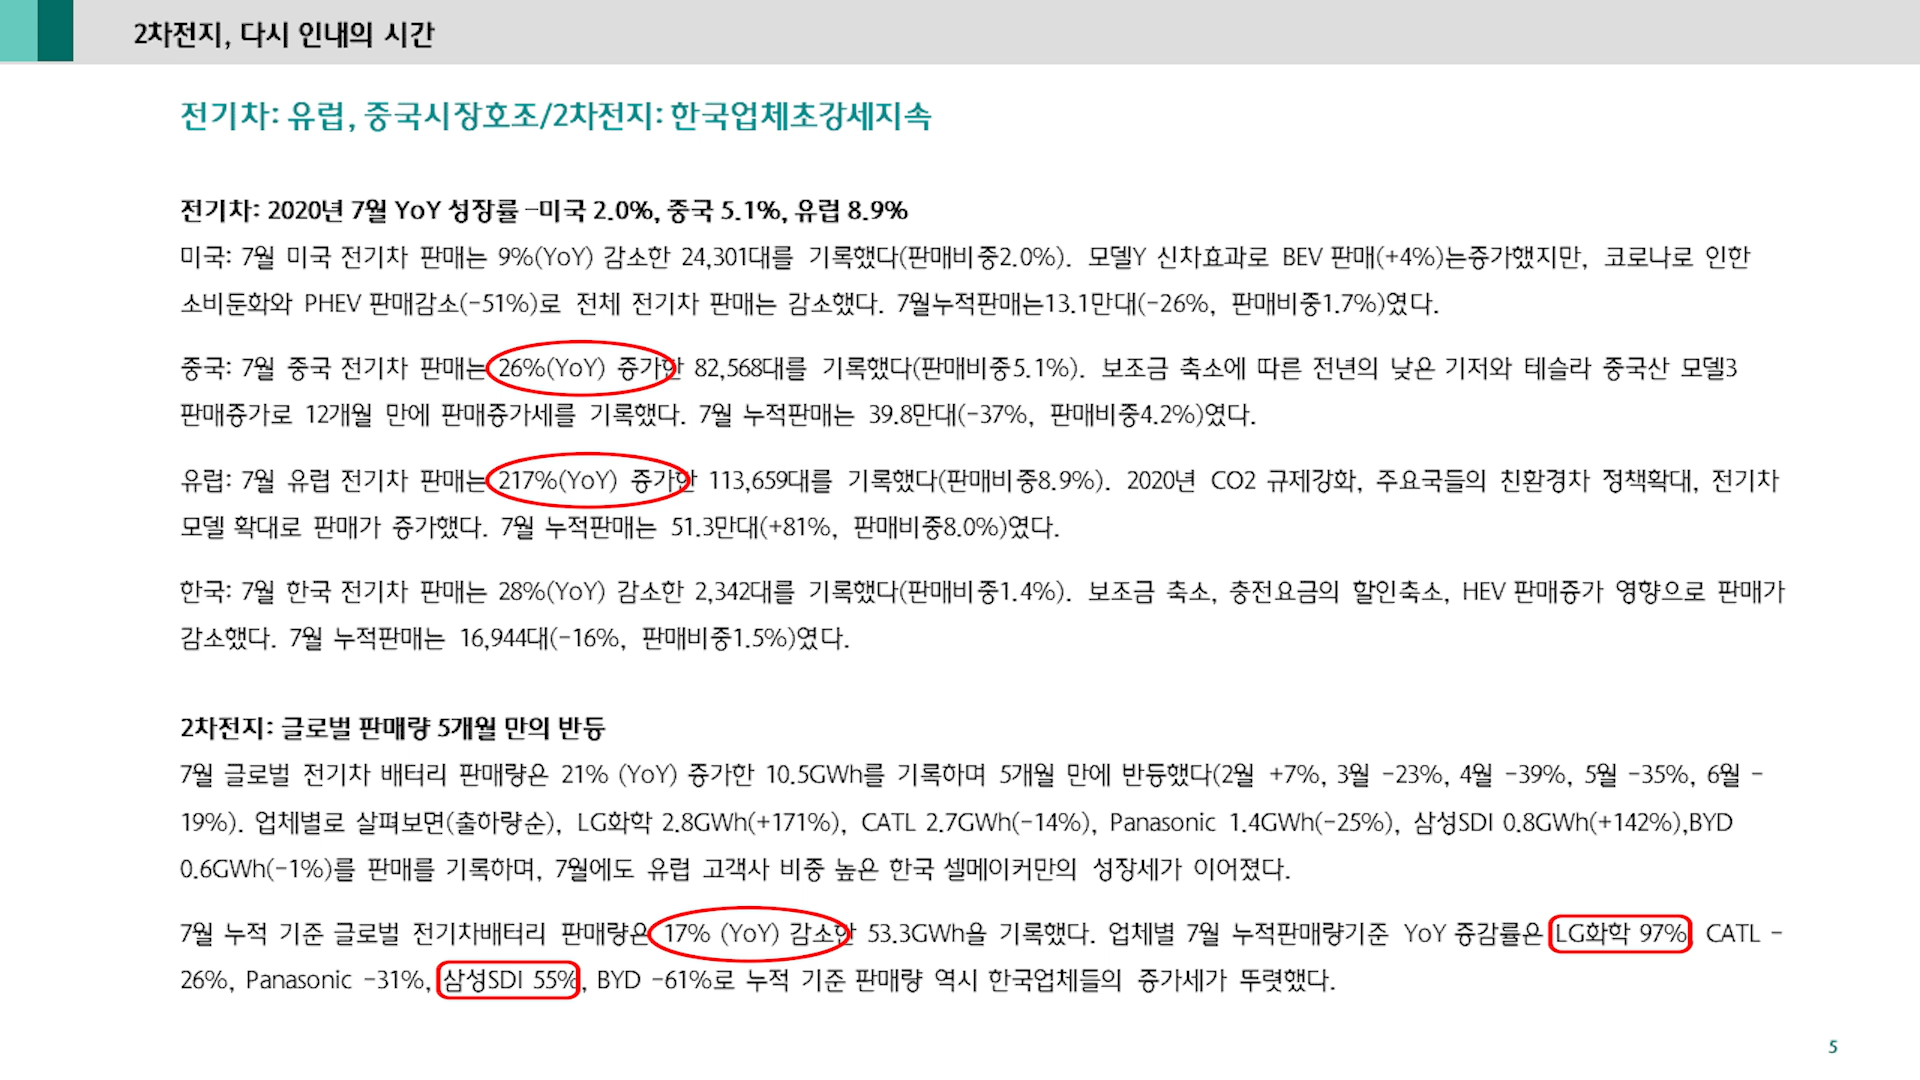 2차전지, 다시 인내의 시간
전기차: 유럽, 중국시장호조/2차전지: 한국업체초강세지속
전기차: 2020년 7월 YoY 성장률 –미국 2.0%, 중국 5.1%, 유럽 8.9%
미국: 7월 미국 전기차 판매는 9%(YoY) 감소한 24,301대를 기록했다(판매비중2.0%). 모델Y 신차효과로 BEV 판매(+4%)는증가했지만, 코로나로 인한
소비둔화와 PHEV 판매감소(-51%)로 전체 전기차 판매는 감소했다. 7월누적판매는13.1만대(-26%, 판매비중1.7%)였다.
중국: 7월 중국 전기차 판매는 26%(YoY) 증가한 82,568대를 기록했다(판매비중5.1%). 보조금 축소에 따른 전년의 낮은 기저와 테슬라 중국산 모델3
판매증가로 12개월 만에 판매증가세를 기록했다. 7월 누적판매는 39.8만대(-37%, 판매비중4.2%)였다.
유럽: 7월 유럽 전기차 판매는 217%(YoY) 증가한 113,659대를 기록했다(판매비중8.9%). 2020년 CO2 규제강화, 주요국들의 친환경차 정책확대, 전기차
모델 확대로 판매가 증가했다. 7월 누적판매는 51.3만대(+81%, 판매비중8.0%)였다.
한국: 7월 한국 전기차 판매는 28%(YoY) 감소한 2,342대를 기록했다(판매비중1.4%). 보조금 축소, 충전요금의 할인축소, HEV 판매증가 영향으로 판매가
감소했다. 7월 누적판매는 16,944대(-16%, 판매비중1.5%)였다.
2차전지: 글로벌 판매량 5개월 만의 반등
7월 글로벌 전기차 배터리 판매량은 21% (YoY) 증가한 10.5GWh를 기록하며 5개월 만에 반등했다(2월 +7%, 3월 -23%, 4월 -39%, 5월 -35%, 6월 -
19%). 업체별로 살펴보면(출하량순), LG화학 2.8GWh(+171%), CATL 2.7GWh(-14%), Panasonic 1.4GWh(-25%), 삼성SDI 0.8GWh(+142%),BYD
0.6GWh(-1%)를 판매를 기록하며, 7월에도 유럽 고객사 비중 높은 한국 셀메이커만의 성장세가 이어졌다.
7월 누적 기준 글로벌 전기차배터리 판매량은 17% (YoY) 감소한 53.3GWh을 기록했다. 업체별 7월 누적판매량기준 YoY 증감률은 LG화학 97%, CATL -
26%, Panasonic -31%, 삼성SDI 55%, BYD -61%로 누적 기준 판매량 역시 한국업체들의 증가세가 뚜렷했다.
5